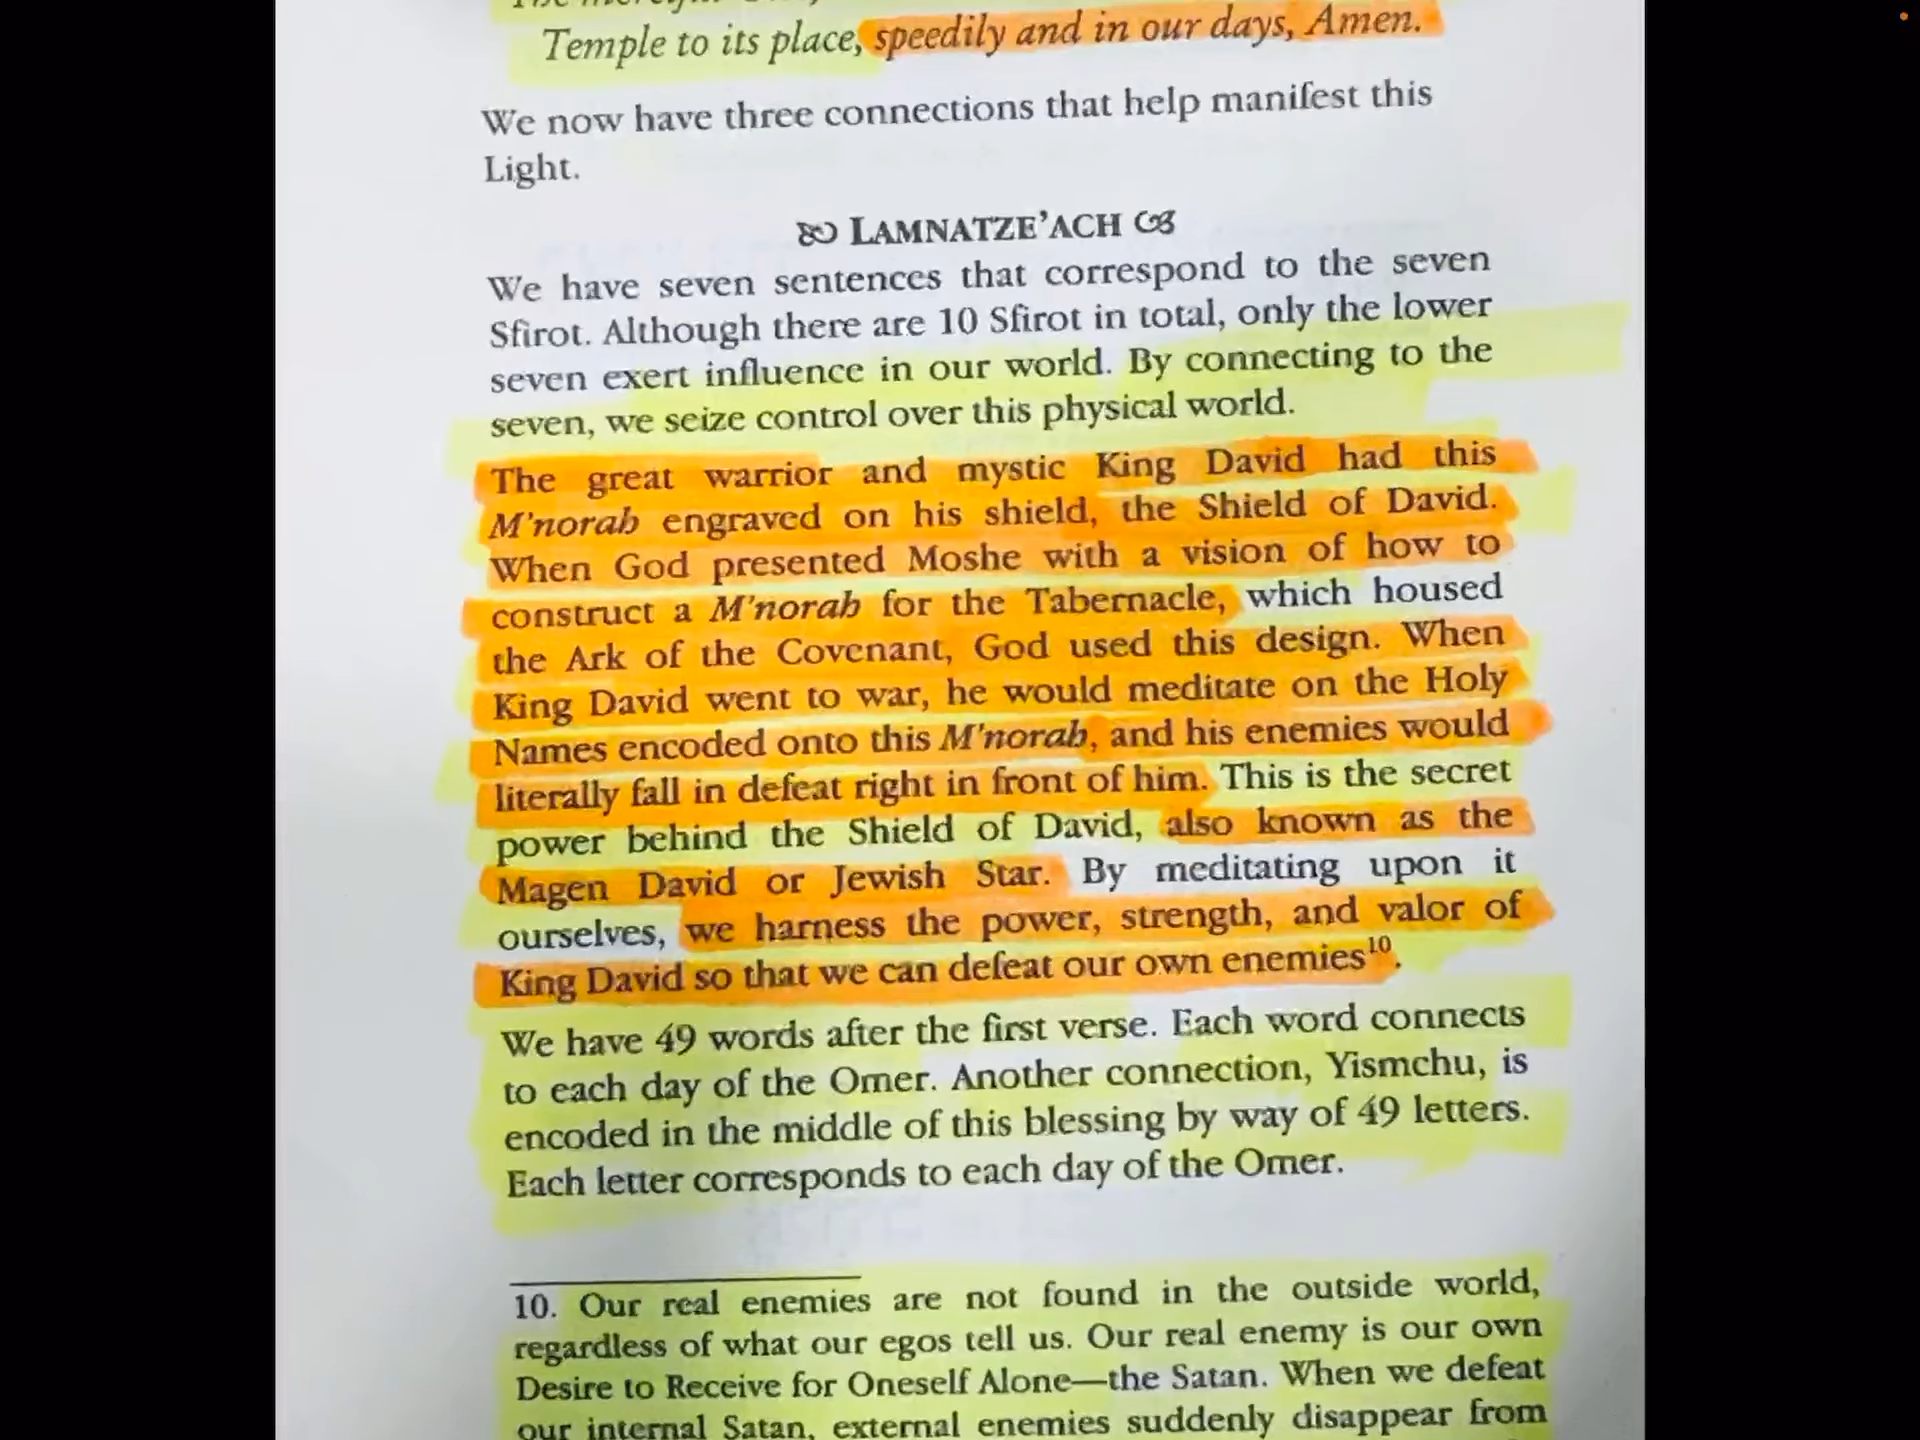 Temple to its place, speedily and in our days, Amen.
We now have three connections that help manifest this
Light.
LAMNATZE'ACH
We have seven sentences that correspond to the seven
Sfirot. Although there are 10 Sfirot in total, only the lower
seven exert influence in our world. By connecting to the
seven, we seize control over this physical world.
The great warrior and mystic King David had this
M'norah engraved on his shield, the Shield of David.
When God presented Moshe with a vision of how to
construct a M'norah for the Tabernacle, which housed
the Ark of the Covenant, God used this design. When
King David went to war, he would meditate on the Holy
Names encoded onto this M'norah, and his enemies would
literally fall in defeat right in front of him. This is the secret
power behind the Shield of David, also known as the
Magen David or Jewish Star. By meditating upon it
ourselves, we harness the power, strength, and valor of
King David so that we can defeat our own enemies10.
We have 49 words after the first verse. Each word connects
to each day of the Omer. Another connection, Yismchu, is
encoded in the middle of this blessing by way of 49 letters.
Each letter corresponds to each day of the Omer.
10. Our real enemies are not found in the outside world,
regardless of what our egos tell us. Our real enemy is our own
Desire to Receive for Oneself Alone—the Satan. When we defeat
our internal Satan, external enemies suddenly disappear from